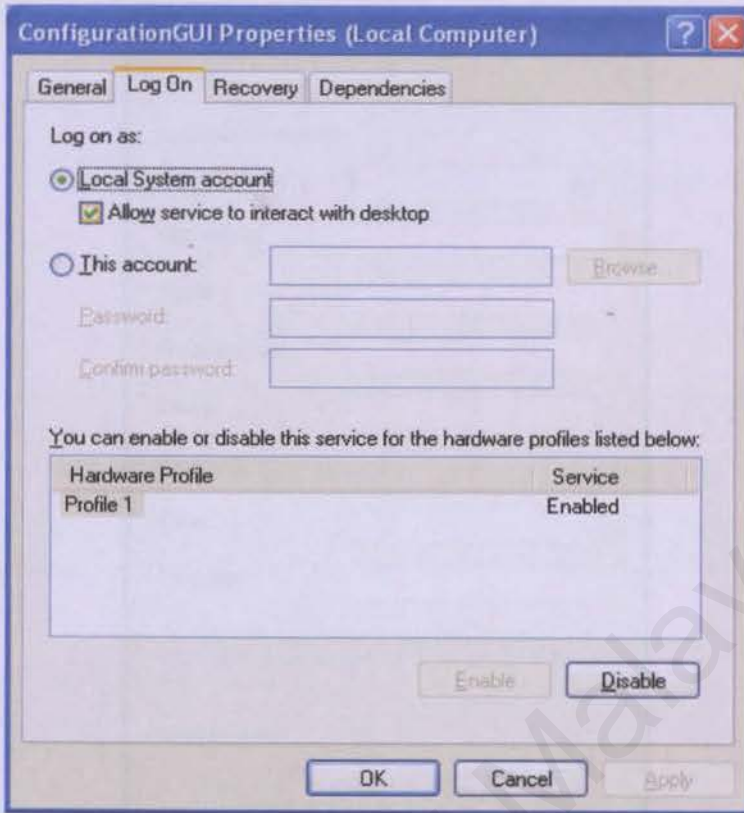 ConfigurationGUI Properties (Local Computer)
General Log On Recovery Dependencies
Log on as:
Local System account
Allow service to interact with desktop
This account:
Browse...
Password:
Confirm password:
You can enable or disable this service for the hardware profiles listed below:
Hardware Profile Service
Profile 1 Enabled
Enable Disable
OK Cancel Apply
Malay